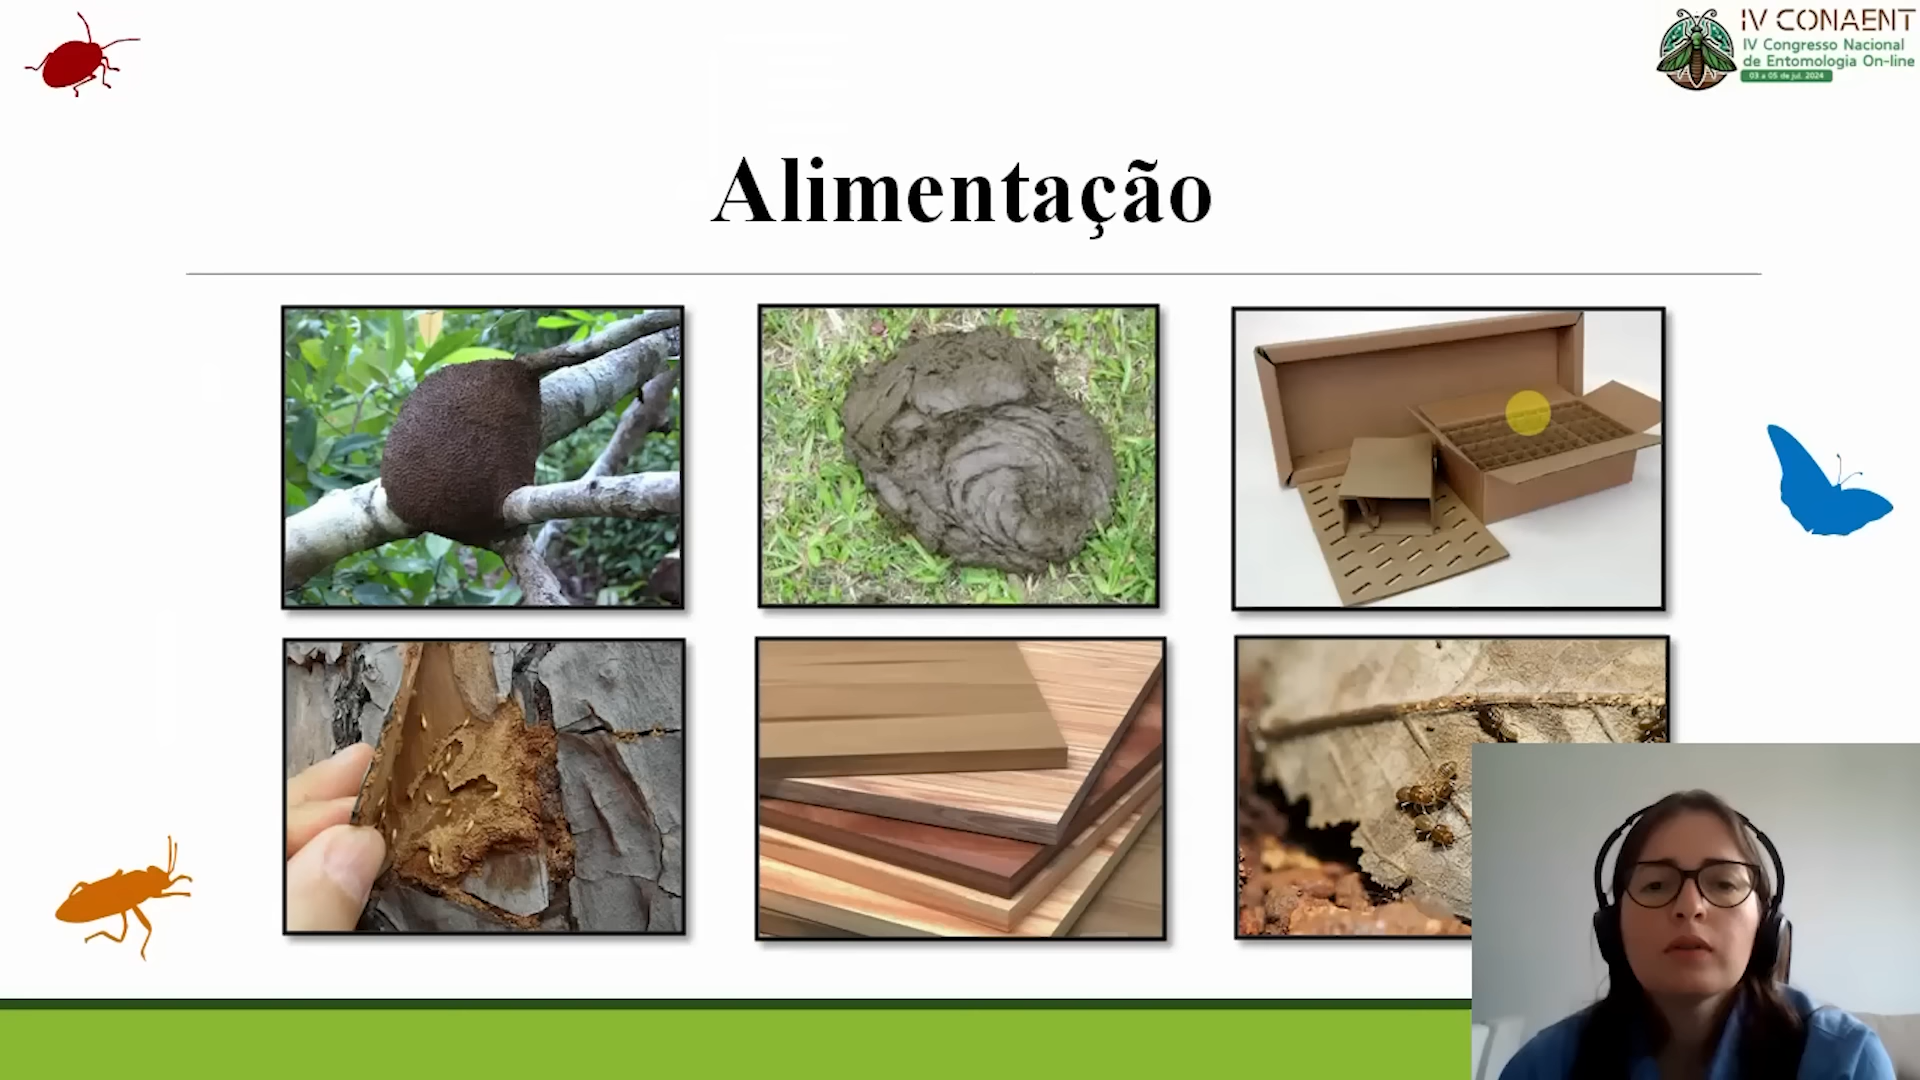 IV CONAENT
IV Congresso Nacional
de Entomologia On-line
03 a 05 de jul. 2024
Alimentação